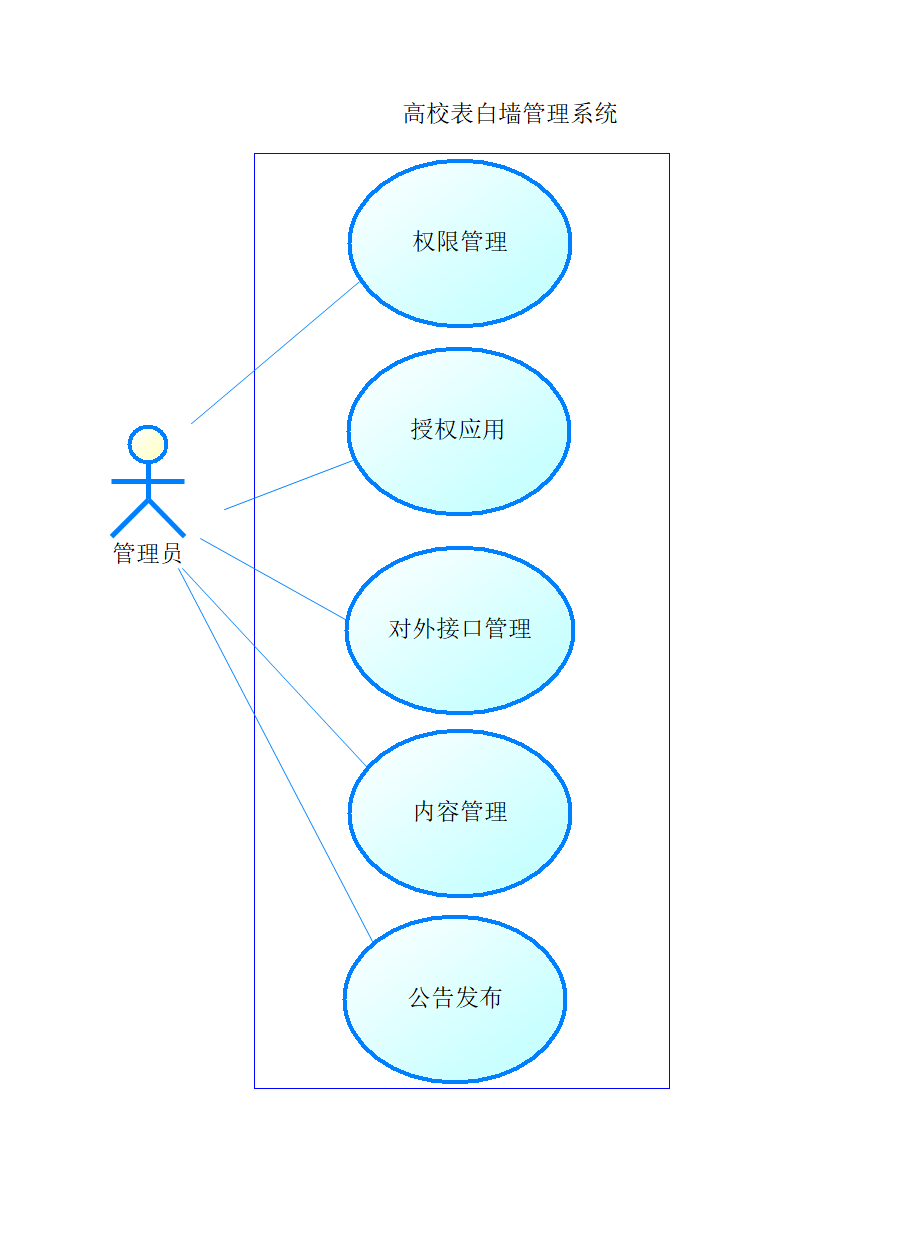 高校表白墙管理系统
权限管理
授权应用
管理员
对外接口管理
内容管理
公告发布